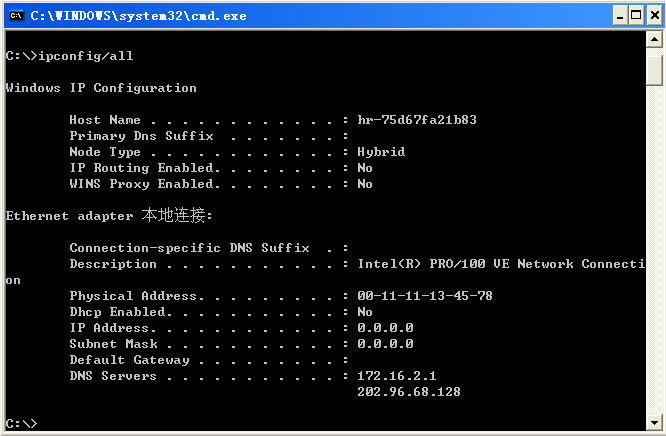 C:\WINDOWS\system32\cmd.exe
C:\>ipconfig/all
Windows IP Configuration
Host Name . . . . . . . . . . . . : hr-75d67fa21b83
Primary Dns Suffix  . . . . . . . :
Node Type . . . . . . . . . . . . : Hybrid
IP Routing Enabled. . . . . . . . : No
WINS Proxy Enabled. . . . . . . . : No
Ethernet adapter 本地连接:
Connection-specific DNS Suffix  . :
Description . . . . . . . . . . . : Intel(R) PRO/100 VE Network Connecti
on
Physical Address. . . . . . . . . : 00-11-11-13-45-78
Dhcp Enabled. . . . . . . . . . . : No
IP Address. . . . . . . . . . . . : 0.0.0.0
Subnet Mask . . . . . . . . . . . : 0.0.0.0
Default Gateway . . . . . . . . . :
DNS Servers . . . . . . . . . . . : 172.16.2.1
202.96.68.128
C:\>